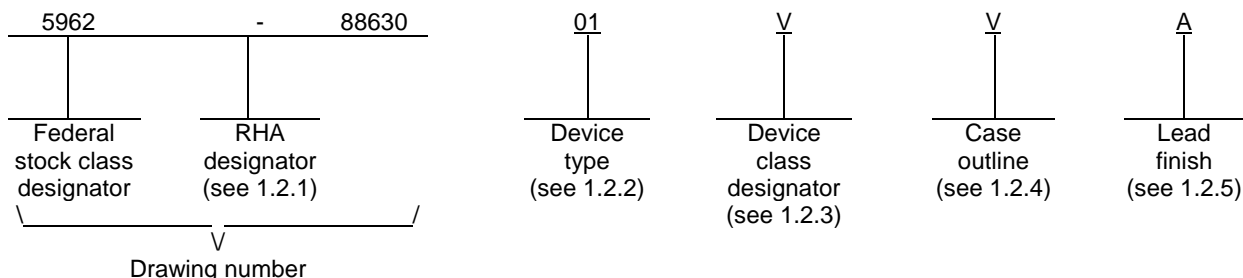 5962 - 88630 01 V V A
Federal stock class designator
RHA designator (see 1.2.1)
Device type (see 1.2.2)
Device class designator (see 1.2.3)
Case outline (see 1.2.4)
Lead finish (see 1.2.5)
\ /
\/
Drawing number